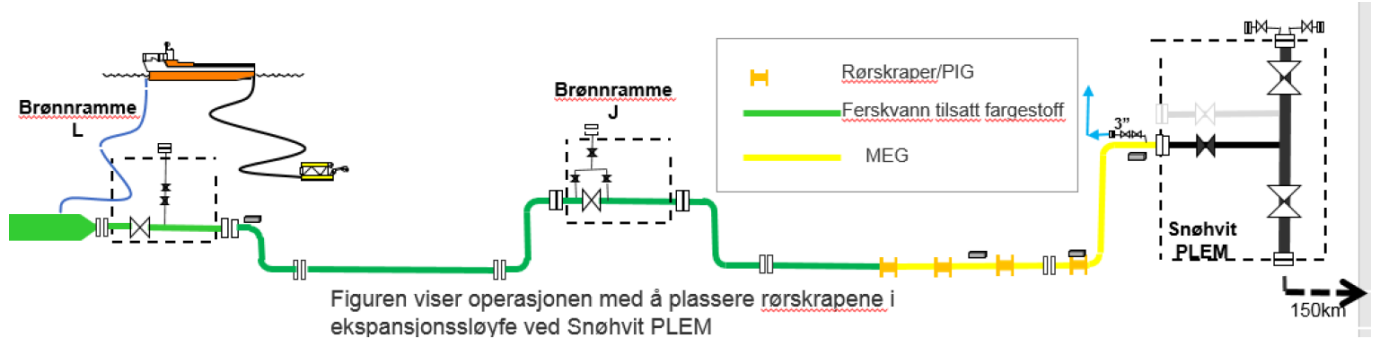 Brønnramme
L
Brønnramme
J
Rørskraper/PIG
Ferskvann tilsatt fargestoff
MEG
3”
Snøhvit
PLEM
150km
Figuren viser operasjonen med å plassere rørskrapene i
ekspansjonssløyfe ved Snøhvit PLEM